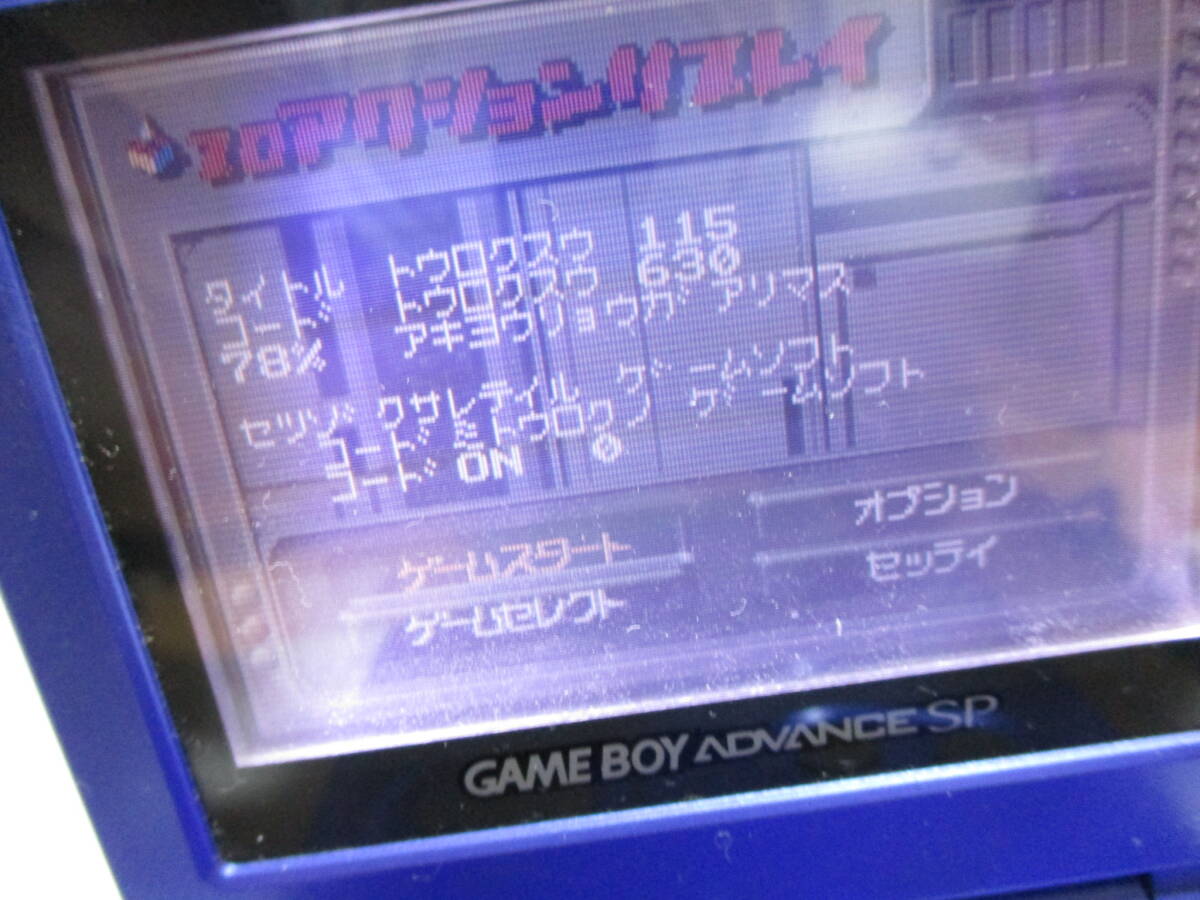 プロアクションリプレイ
タイトル トウロクスウ 115
コード トウロクスウ 630
78% アキヨウリョウガ アリマス
セツゾクサレテイル ゲームソフト
コードミトウロクノ ゲームソフト
コード ON 0
ゲームスタート オプション
ゲームセレクト セッティ
GAME BOY ADVANCE SP